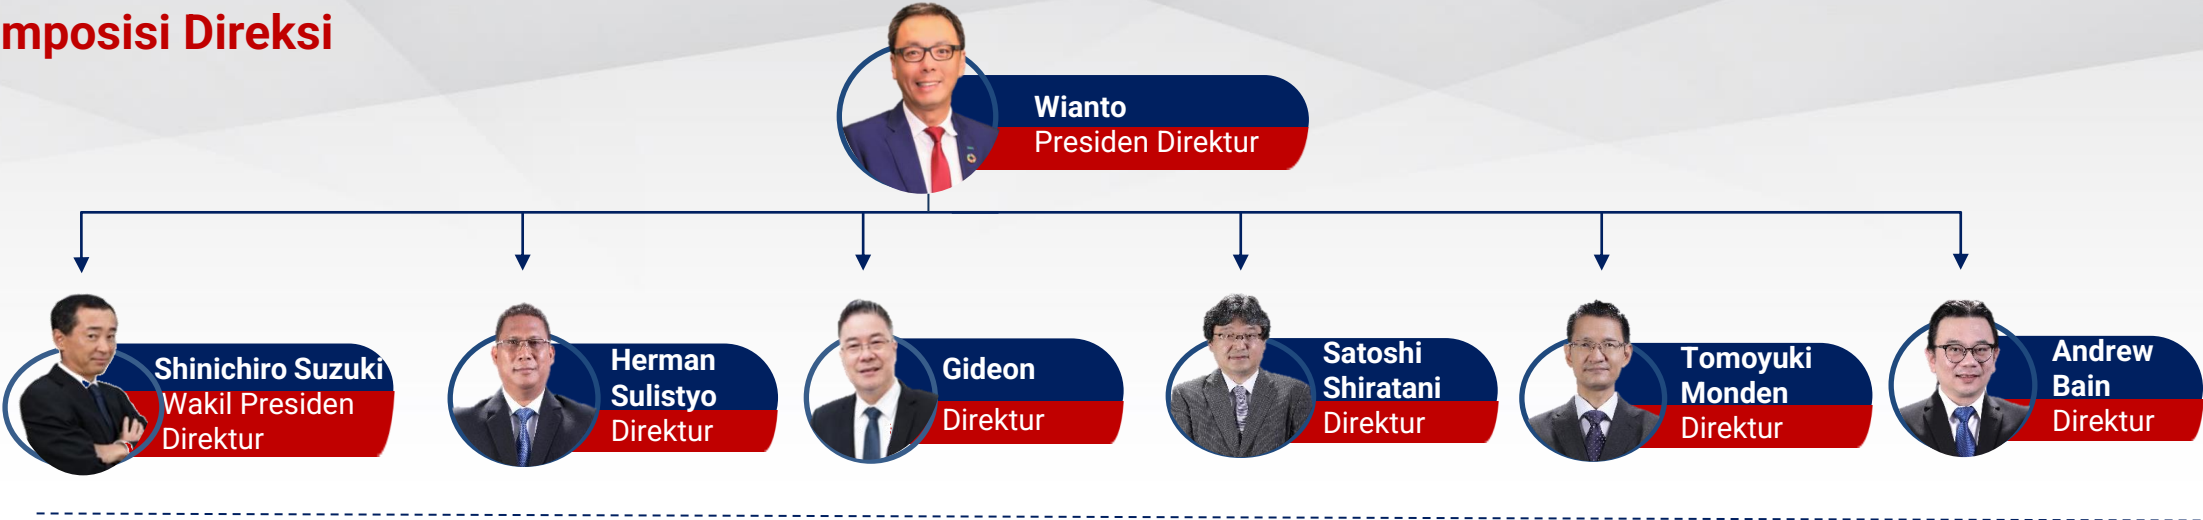 mposisi Direksi
Wianto
Presiden Direktur
Shinichiro Suzuki
Wakil Presiden
Direktur
Herman
Sulistyo
Direktur
Gideon
Direktur
Satoshi
Shiratani
Direktur
Tomoyuki
Monden
Direktur
Andrew
Bain
Direktur